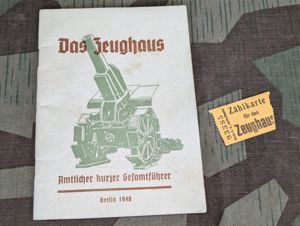 Das Zeughaus
Amtlicher kurzer Gesamtführer
Berlin 1940
Zählkarte
für das
Zeughaus